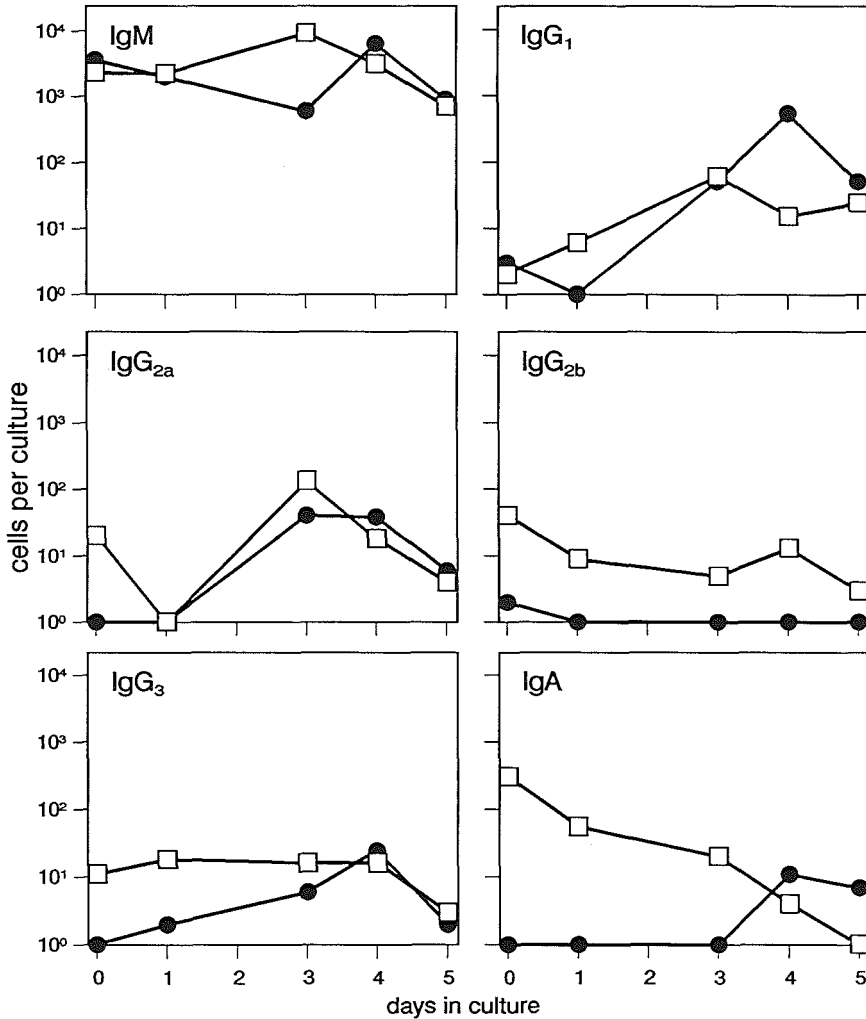 cells per culture
IgM
10⁴
10³
10²
10¹
10⁰
IgG₁
IgG₂ₐ
10⁴
10³
10²
10¹
10⁰
IgG₂b
IgG₃
10⁴
10³
10²
10¹
10⁰
0 1 2 3 4 5
IgA
0 1 2 3 4 5
days in culture